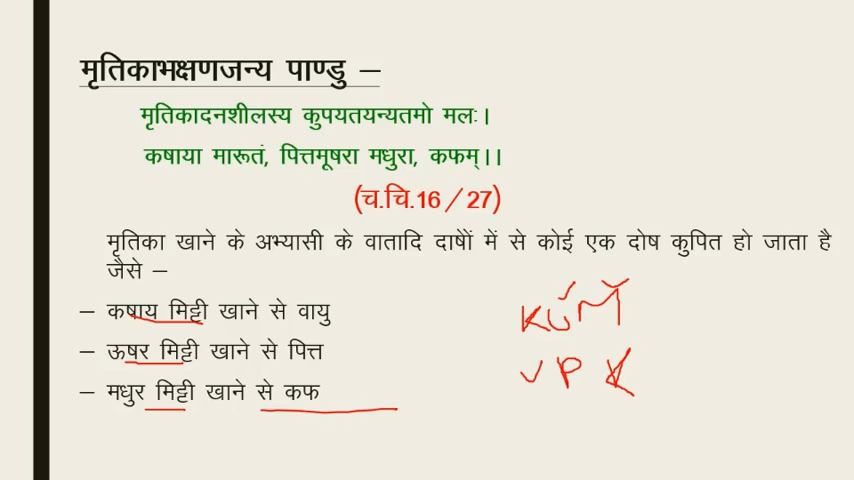 मृतिकाभक्षणजन्य पाण्डु –
मृतिकादनशीलस्य कुपयतयन्यतमो मलः।
कषाया मारूतं, पित्तमूषरा मधुरा, कफम्।।
(च.चि.16/27)
मृतिका खाने के अभ्यासी के वातादि दाषोें में से कोई एक दोष कुपित हो जाता है
जैसे –
– कषाय मिट्टी खाने से वायु
– ऊषर मिट्टी खाने से पित्त
– मधुर मिट्टी खाने से कफ
KUM
VPK